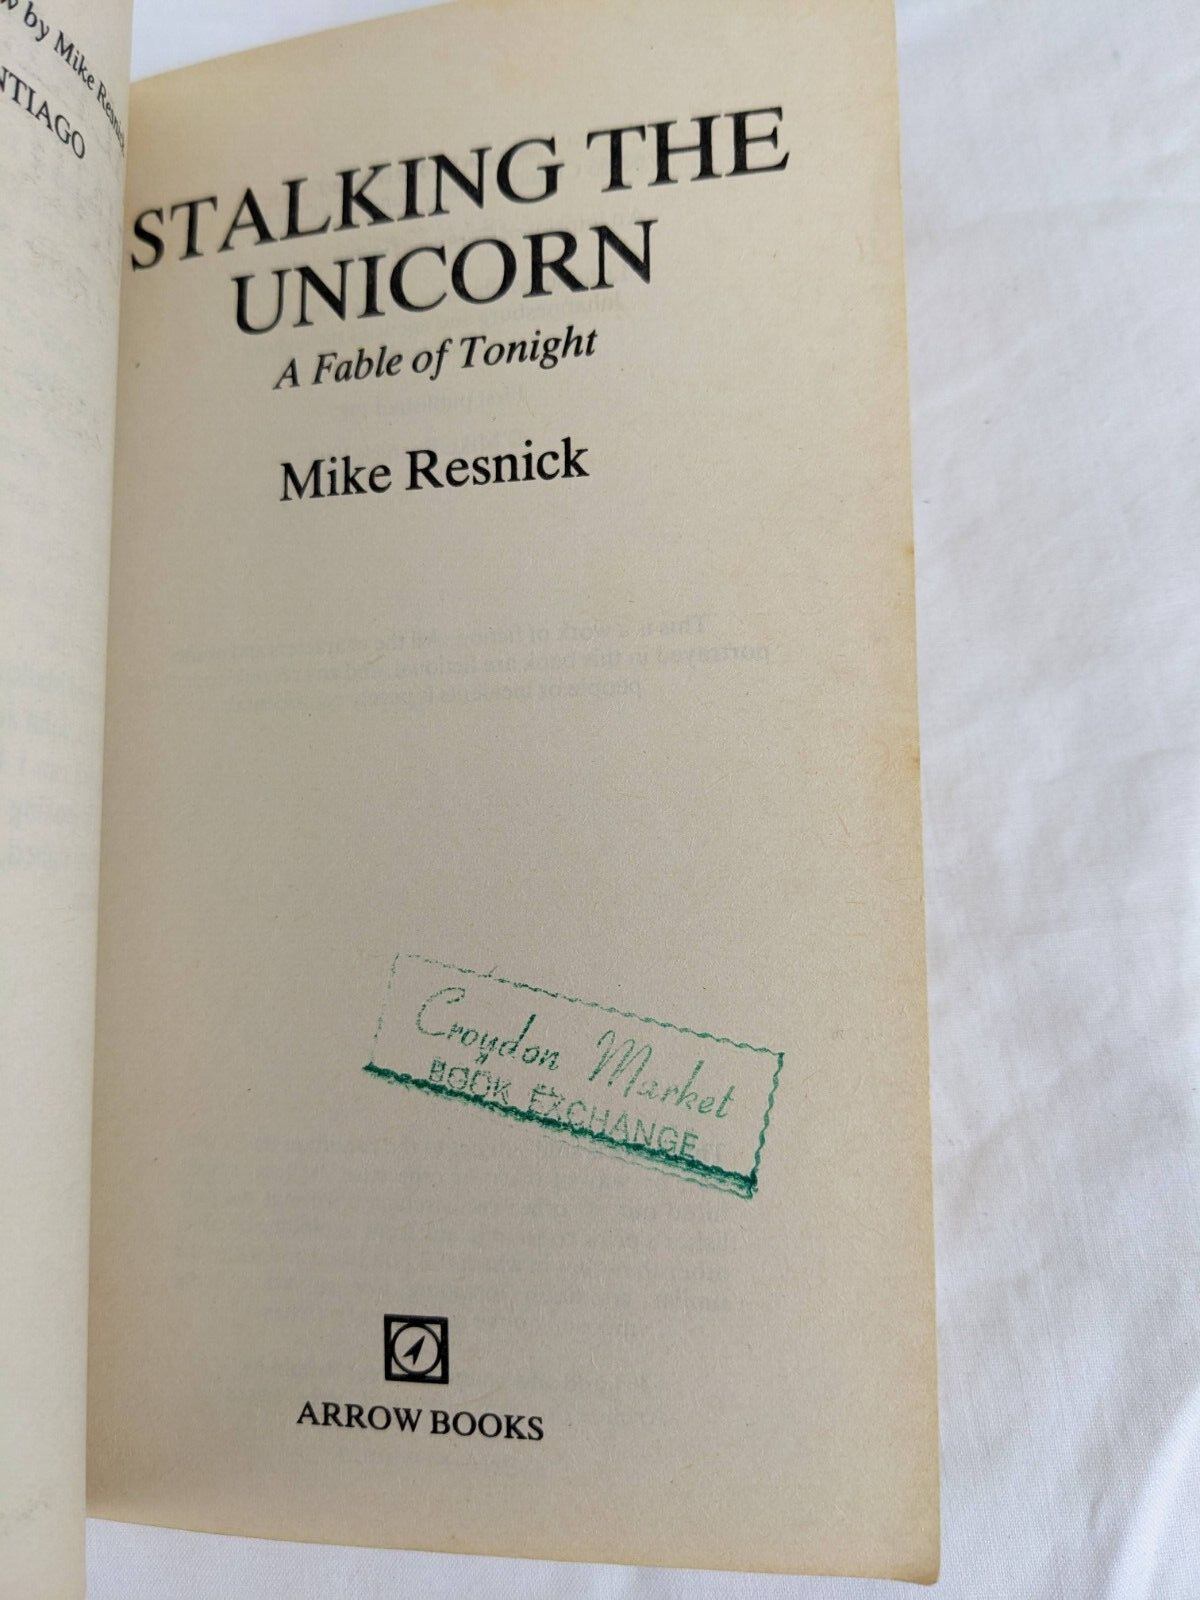 by Mike Resnick
NTIAGO
STALKING THE
UNICORN
A Fable of Tonight
Mike Resnick
Croydon Market
BOOK EXCHANGE
ARROW BOOKS